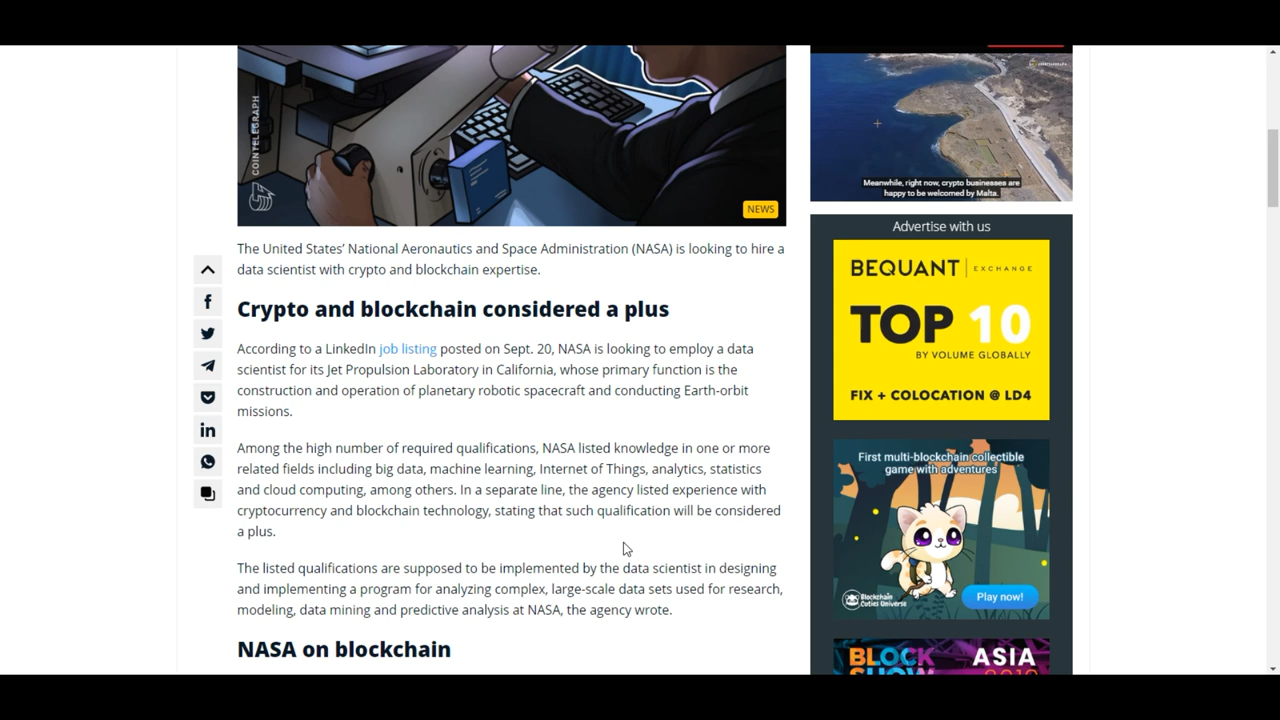 COINTELEGRAPH
NEWS
The United States’ National Aeronautics and Space Administration (NASA) is looking to hire a
data scientist with crypto and blockchain expertise.
Crypto and blockchain considered a plus
According to a LinkedIn job listing posted on Sept. 20, NASA is looking to employ a data
scientist for its Jet Propulsion Laboratory in California, whose primary function is the
construction and operation of planetary robotic spacecraft and conducting Earth-orbit
missions.
Among the high number of required qualifications, NASA listed knowledge in one or more
related fields including big data, machine learning, Internet of Things, analytics, statistics
and cloud computing, among others. In a separate line, the agency listed experience with
cryptocurrency and blockchain technology, stating that such qualification will be considered
a plus.
The listed qualifications are supposed to be implemented by the data scientist in designing
and implementing a program for analyzing complex, large-scale data sets used for research,
modeling, data mining and predictive analysis at NASA, the agency wrote.
NASA on blockchain
Meanwhile, right now, crypto businesses are
happy to be welcomed by Malta.
Advertise with us
BEQUANT EXCHANGE
TOP 10
BY VOLUME GLOBALLY
FIX + COLOCATION @ LD4
First multi-blockchain collectible
game with adventures
Blockchain
Cuties Universe
Play now!
BLOCK ASIA
SHOW 2019